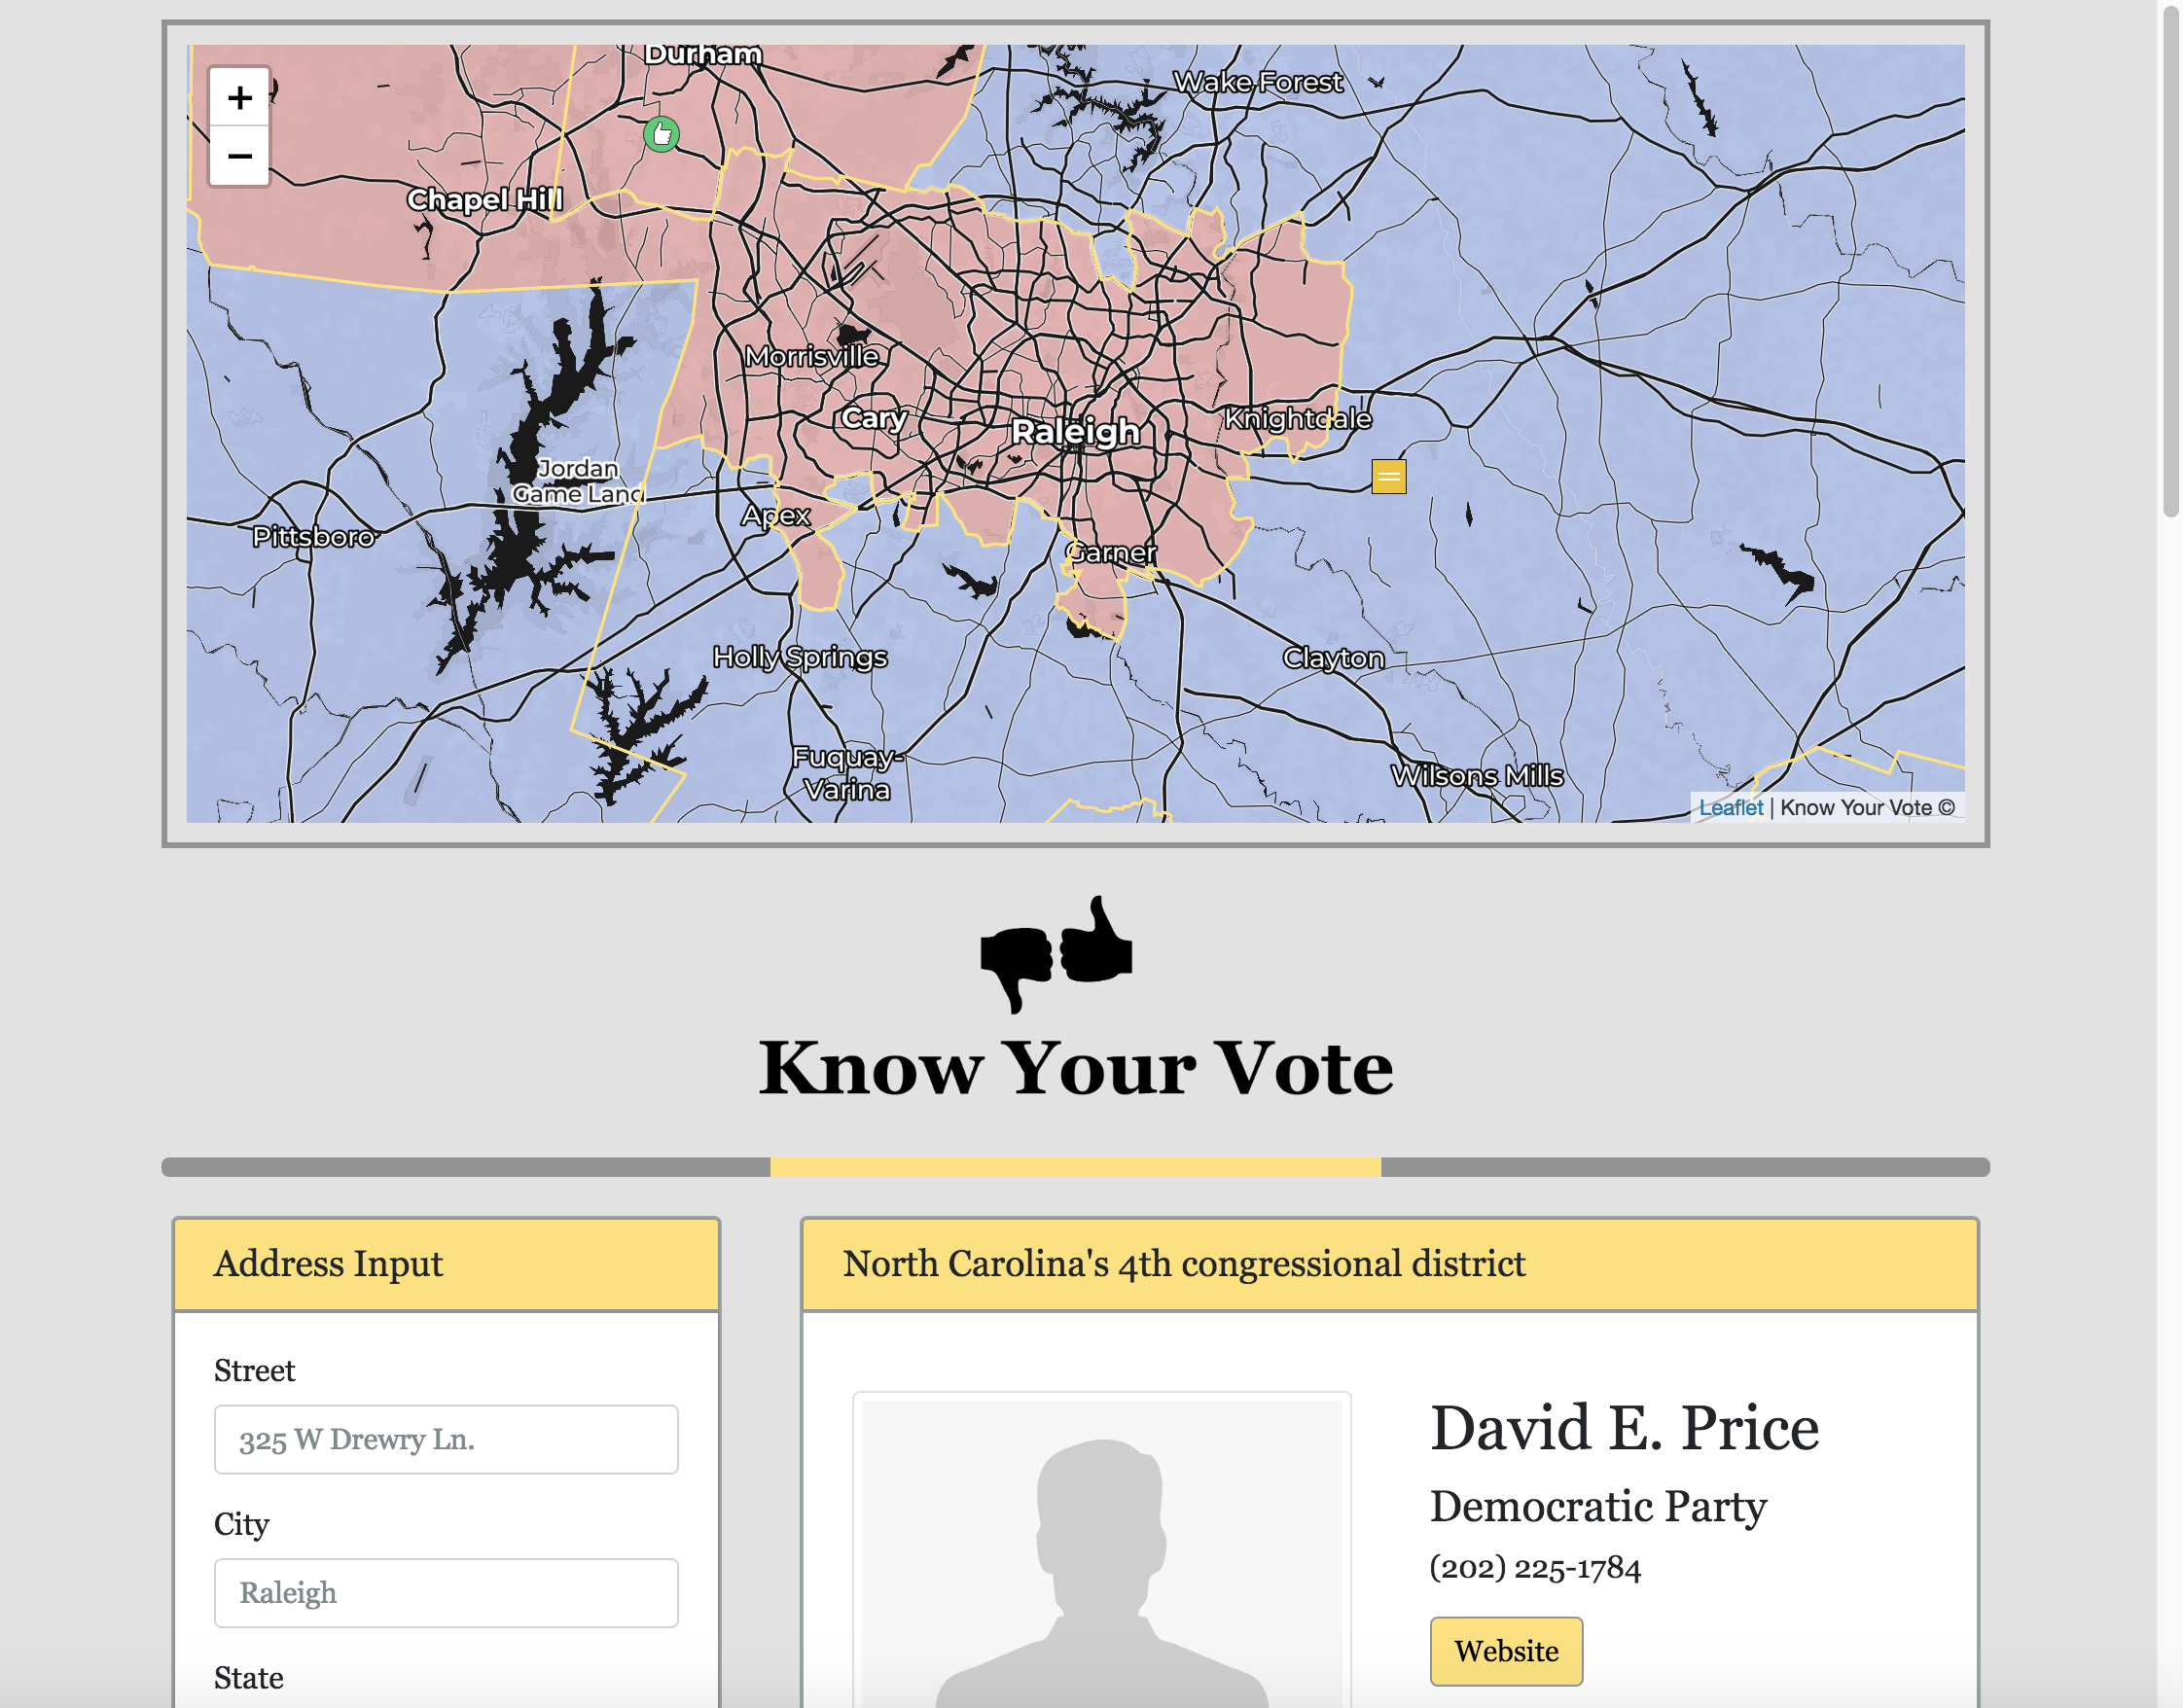 Durham
Wake Forest
+
−
Chapel Hill
Morrisville
Cary
Raleigh
Knightdale
Jordan
Game Land
Apex
Pittsboro
Garner
Holly Springs
Clayton
Fuquay-
Varina
Wilsons Mills
Leaflet | Know Your Vote ©
Know Your Vote
Address Input
North Carolina's 4th congressional district
Street
325 W Drewry Ln.
David E. Price
Democratic Party
City
(202) 225-1784
Raleigh
Website
State